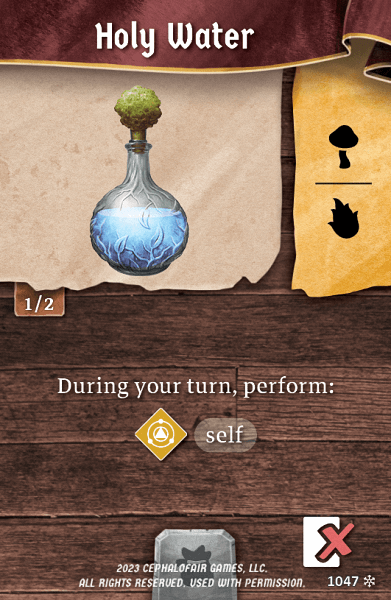 Holy Water
1/2
During your turn, perform:
self
2023 CEPHALOFAIR GAMES, LLC.
ALL RIGHTS RESERVED. USED WITH PERMISSION.
1047